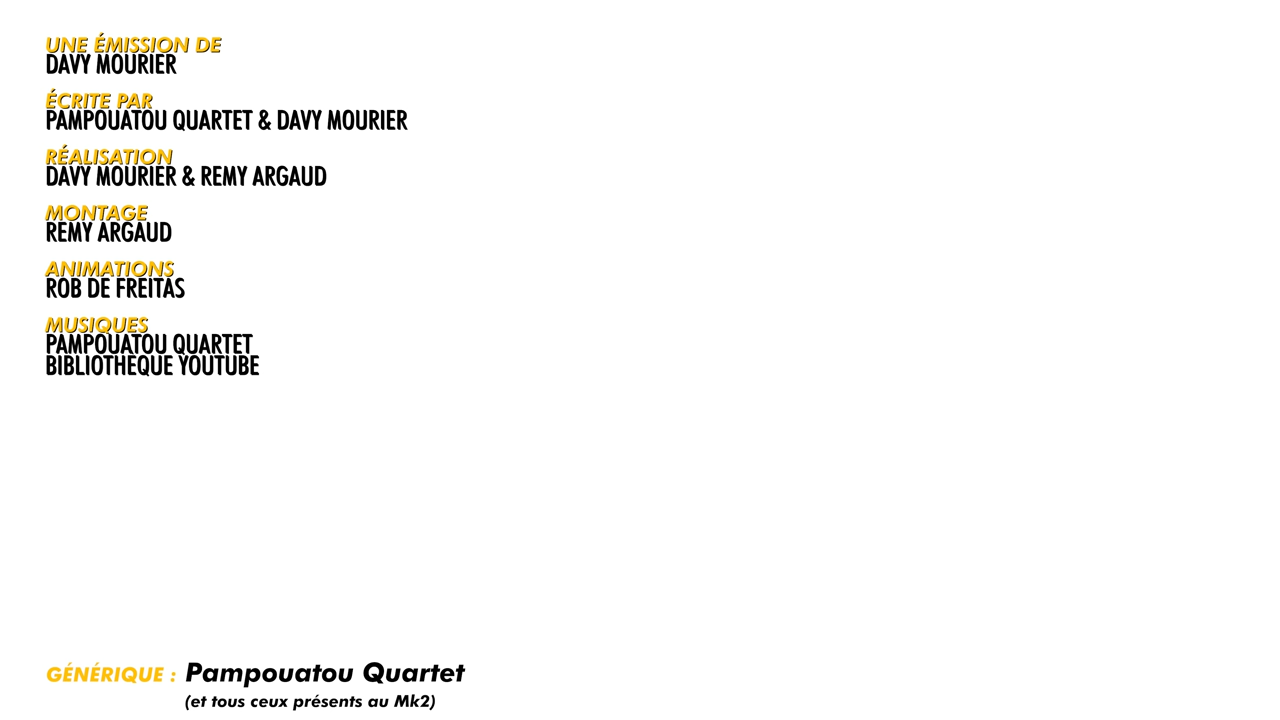 UNE ÉMISSION DE
DAVY MOURIER
ÉCRITE PAR
PAMPOUATOU QUARTET & DAVY MOURIER
RÉALISATION
DAVY MOURIER & REMY ARGAUD
MONTAGE
REMY ARGAUD
ANIMATIONS
ROB DE FREITAS
MUSIQUES
PAMPOUATOU QUARTET
BIBLIOTHÈQUE YOUTUBE
GÉNÉRIQUE : Pampouatou Quartet
(et tous ceux présents au Mk2)